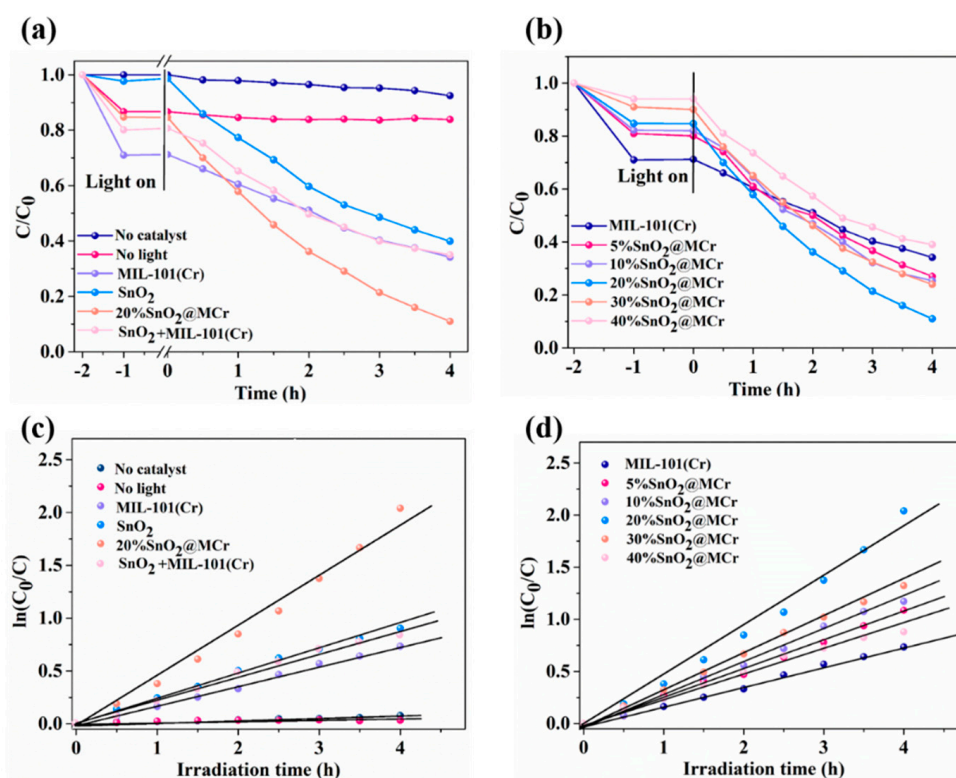 (a)
C/C0
1.0
0.8
0.6
0.4
0.2
0.0
Light on
No catalyst
No light
MIL-101(Cr)
SnO2
20%SnO2@MCr
SnO2+MIL-101(Cr)
-2 -1 0 1 2 3 4
Time (h)
(b)
C/C0
1.0
0.8
0.6
0.4
0.2
0.0
Light on
MIL-101(Cr)
5%SnO2@MCr
10%SnO2@MCr
20%SnO2@MCr
30%SnO2@MCr
40%SnO2@MCr
-2 -1 0 1 2 3 4
Time (h)
(c)
ln(C0/C)
2.5
2.0
1.5
1.0
0.5
0.0
No catalyst
No light
MIL-101(Cr)
SnO2
20%SnO2@MCr
SnO2+MIL-101(Cr)
0 1 2 3 4
Irradiation time (h)
(d)
ln(C0/C)
2.5
2.0
1.5
1.0
0.5
0.0
MIL-101(Cr)
5%SnO2@MCr
10%SnO2@MCr
20%SnO2@MCr
30%SnO2@MCr
40%SnO2@MCr
0 1 2 3 4
Irradiation time (h)